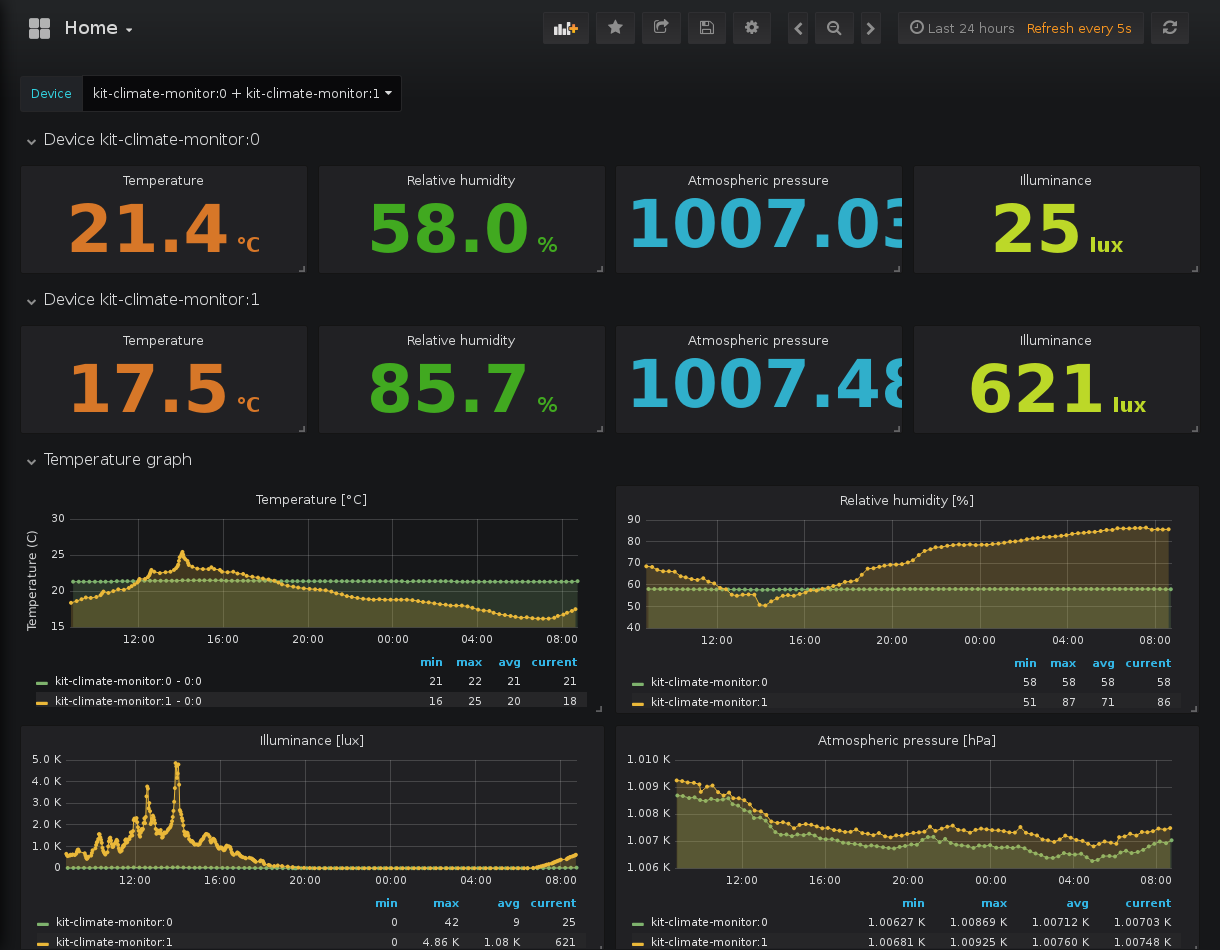 Home
Last 24 hours Refresh every 5s
Device kit-climate-monitor:0 + kit-climate-monitor:1
Device kit-climate-monitor:0
Temperature Relative humidity Atmospheric pressure Illuminance
21.4 °C 58.0 % 1007.03 25 lux
Device kit-climate-monitor:1
Temperature Relative humidity Atmospheric pressure Illuminance
17.5 °C 85.7 % 1007.48 621 lux
Temperature graph
Temperature [°C]
Temperature (C)
30
25
20
15
12:00 16:00 20:00 00:00 04:00 08:00
min max avg current
kit-climate-monitor:0 - 0:0 21 22 21 21
kit-climate-monitor:1 - 0:0 16 25 20 18
Relative humidity [%]
90
80
70
60
50
40
12:00 16:00 20:00 00:00 04:00 08:00
min max avg current
kit-climate-monitor:0 58 58 58 58
kit-climate-monitor:1 51 87 71 86
Illuminance [lux]
5.0 K
4.0 K
3.0 K
2.0 K
1.0 K
0
12:00 16:00 20:00 00:00 04:00 08:00
min max avg current
kit-climate-monitor:0 0 42 9 25
kit-climate-monitor:1 0 4.86 K 1.08 K 621
Atmospheric pressure [hPa]
1.010 K
1.009 K
1.008 K
1.007 K
1.006 K
12:00 16:00 20:00 00:00 04:00 08:00
min max avg current
kit-climate-monitor:0 1.00627 K 1.00869 K 1.00712 K 1.00703 K
kit-climate-monitor:1 1.00681 K 1.00925 K 1.00760 K 1.00748 K